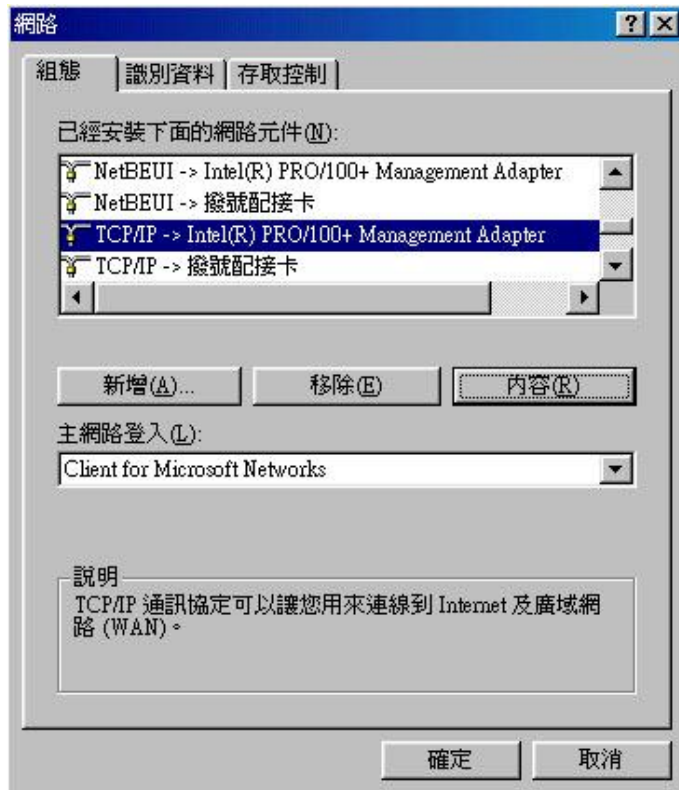 網路
組態
識別資料
存取控制
已經安裝下面的網路元件(N):
NetBEUI -> Intel(R) PRO/100+ Management Adapter
NetBEUI -> 撥號配接卡
TCP/IP -> Intel(R) PRO/100+ Management Adapter
TCP/IP -> 撥號配接卡
新增(A)...
移除(E)
內容(R)
主網路登入(L):
Client for Microsoft Networks
說明
TCP/IP 通訊協定可以讓您用來連線到 Internet 及廣域網
路 (WAN)。
確定
取消